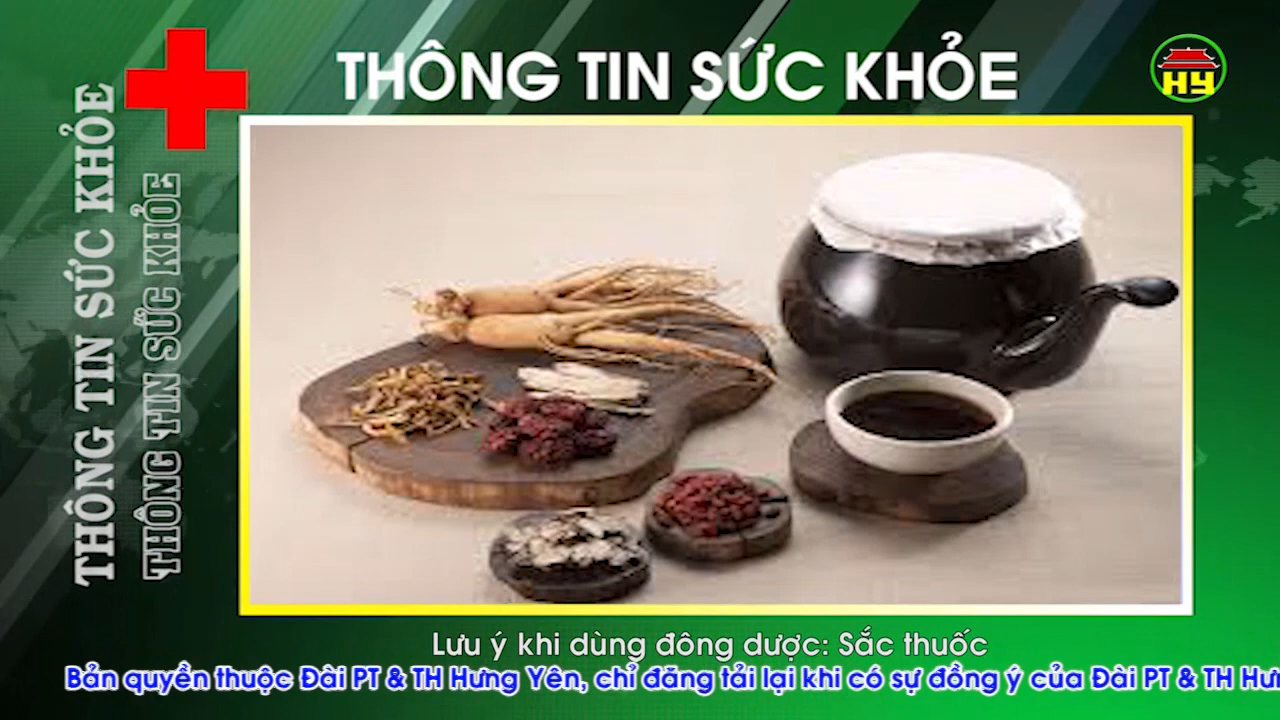 THÔNG TIN SỨC KHỎE
HY
THÔNG TIN SỨC KHỎE
THÔNG TIN SỨC KHỎE
Lưu ý khi dùng đông dược: Sắc thuốc
Bản quyền thuộc Đài PT & TH Hưng Yên, chỉ đăng tải lại khi có sự đồng ý của Đài PT & TH Hưn